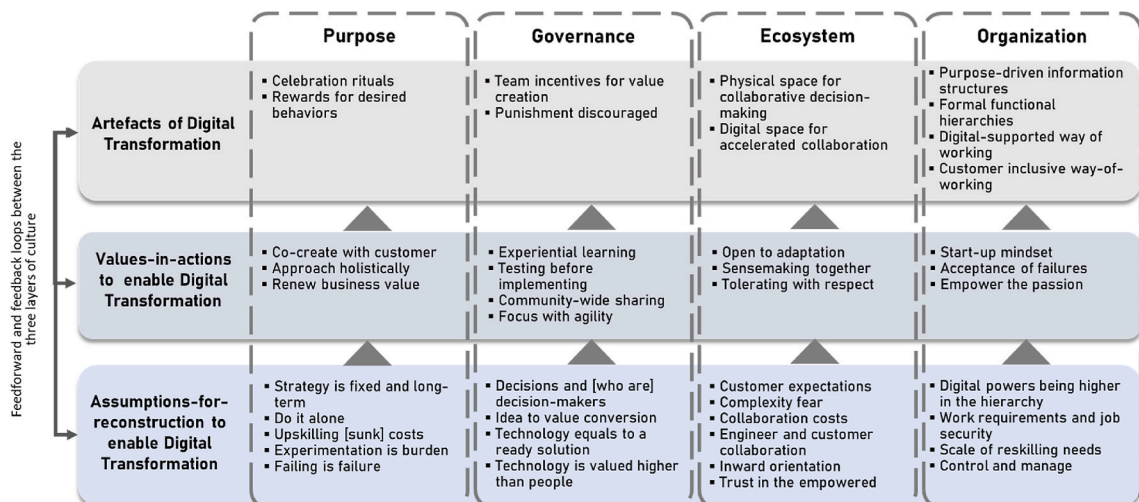 Purpose
Governance
Ecosystem
Organization
Feedforward and feedback loops between the
three layers of culture
Artefacts of Digital
Transformation
▪ Celebration rituals
▪ Rewards for desired
behaviors
▪ Team incentives for value
creation
▪ Punishment discouraged
▪ Physical space for
collaborative decision-
making
▪ Digital space for
accelerated collaboration
▪ Purpose-driven information
structures
▪ Formal functional
hierarchies
▪ Digital-supported way of
working
▪ Customer inclusive way-of-
working
Values-in-actions
to enable Digital
Transformation
▪ Co-create with customer
▪ Approach holistically
▪ Renew business value
▪ Experiential learning
▪ Testing before
implementing
▪ Community-wide sharing
▪ Focus with agility
▪ Open to adaptation
▪ Sensemaking together
▪ Tolerating with respect
▪ Start-up mindset
▪ Acceptance of failures
▪ Empower the passion
Assumptions-for-
reconstruction to
enable Digital
Transformation
▪ Strategy is fixed and long-
term
▪ Do it alone
▪ Upskilling [sunk] costs
▪ Experimentation is burden
▪ Failing is failure
▪ Decisions and [who are]
decision-makers
▪ Idea to value conversion
▪ Technology equals to a
ready solution
▪ Technology is valued higher
than people
▪ Customer expectations
▪ Complexity fear
▪ Collaboration costs
▪ Engineer and customer
collaboration
▪ Inward orientation
▪ Trust in the empowered
▪ Digital powers being higher
in the hierarchy
▪ Work requirements and job
security
▪ Scale of reskilling needs
▪ Control and manage